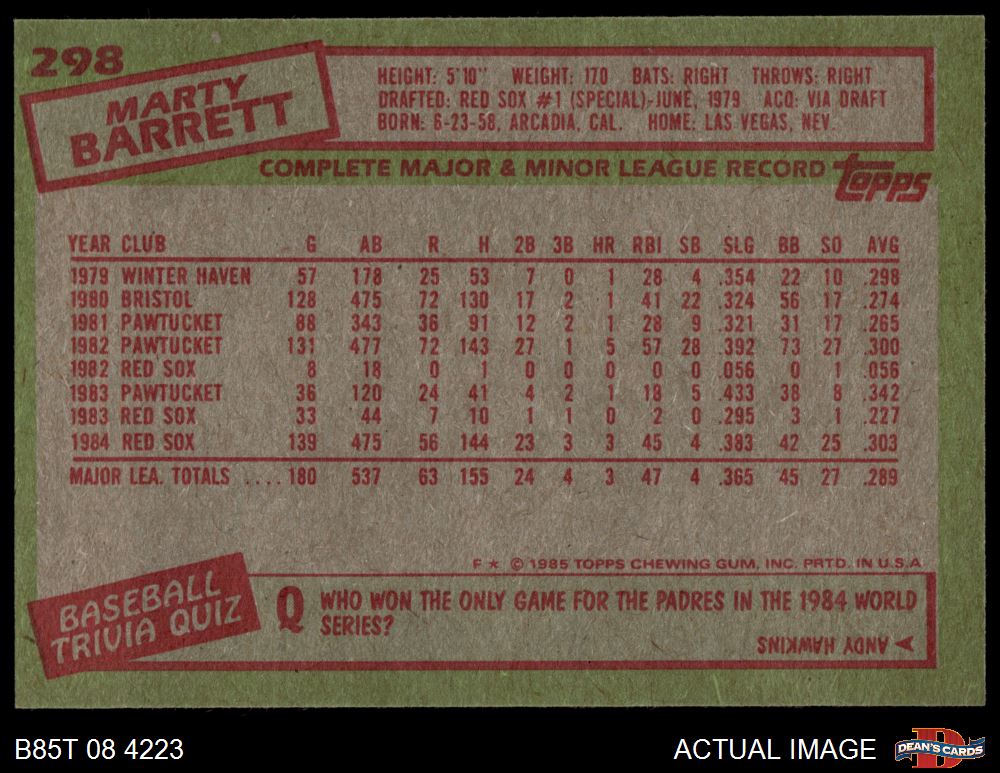 298
MARTY
BARRETT
HEIGHT: 5'10" WEIGHT: 170 BATS: RIGHT THROWS: RIGHT
DRAFTED: RED SOX #1 (SPECIAL)-JUNE, 1979 ACQ: VIA DRAFT
BORN: 6-23-58, ARCADIA, CAL. HOME: LAS VEGAS, NEV.
COMPLETE MAJOR & MINOR LEAGUE RECORD topps
YEAR CLUB G AB R H 2B 3B HR RBI SB SLG BB SO AVG
1979 WINTER HAVEN 57 178 25 53 7 0 1 28 4 .354 22 10 .298
1980 BRISTOL 128 475 72 130 17 2 1 41 22 .324 56 17 .274
1981 PAWTUCKET 88 343 36 91 12 2 1 28 9 .321 31 17 .265
1982 PAWTUCKET 131 477 72 143 27 1 5 57 28 .392 73 27 .300
1982 RED SOX 8 18 0 1 0 0 0 0 0 .056 0 1 .056
1983 PAWTUCKET 36 120 24 41 4 2 1 18 5 .433 38 8 .342
1983 RED SOX 33 44 7 10 1 1 0 2 0 .295 3 1 .227
1984 RED SOX 139 475 56 144 23 3 3 45 4 .383 42 25 .303
MAJOR LEA. TOTALS .... 180 537 63 155 24 4 3 47 4 .365 45 27 .289
F ★ © 1985 TOPPS CHEWING GUM, INC. PRTD. IN U.S.A.
BASEBALL
TRIVIA QUIZ
Q WHO WON THE ONLY GAME FOR THE PADRES IN THE 1984 WORLD
SERIES?
ANDY HAWKINS
B85T 08 4223
ACTUAL IMAGE
D
DEAN'S CARDS